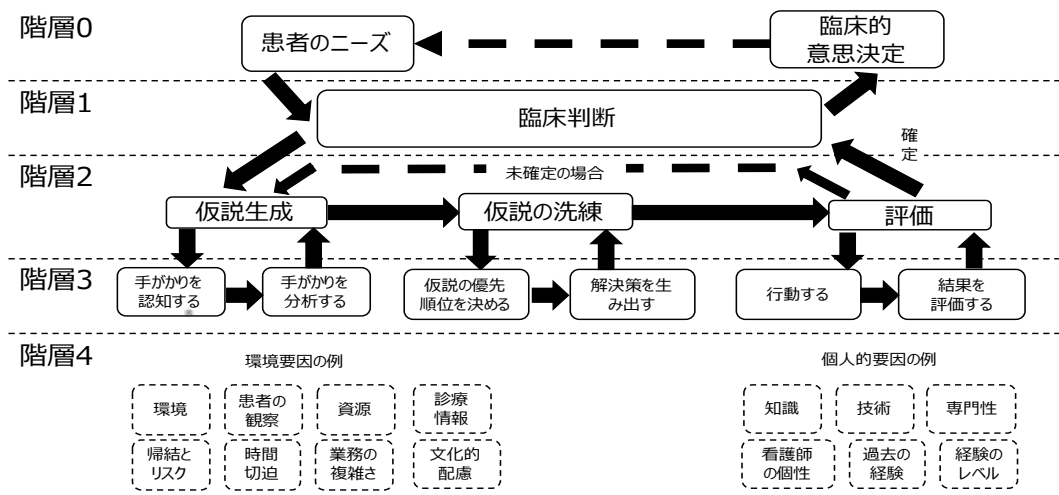 階層0
患者のニーズ
臨床的
意思決定
階層1
臨床判断
確
定
階層2
未確定の場合
仮説生成
仮説の洗練
評価
階層3
手がかりを
認知する
手がかりを
分析する
仮説の優先
順位を決める
解決策を生
み出す
行動する
結果を
評価する
階層4
環境要因の例
個人的要因の例
環境
患者の
観察
資源
診療
情報
知識
技術
専門性
帰結と
リスク
時間
切迫
業務の
複雑さ
文化的
配慮
看護師
の個性
過去の
経験
経験の
レベル